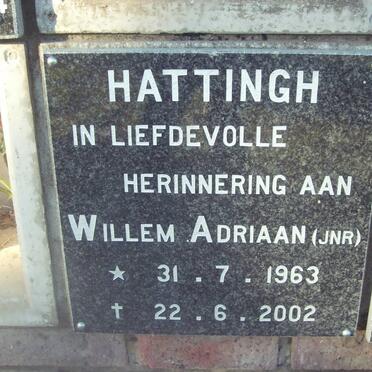 HATTINGH
IN LIEFDEVOLLE
HERINNERING AAN
WILLEM ADRIAAN (JNR)
★ 31 . 7 . 1963
† 22 . 6 . 2002